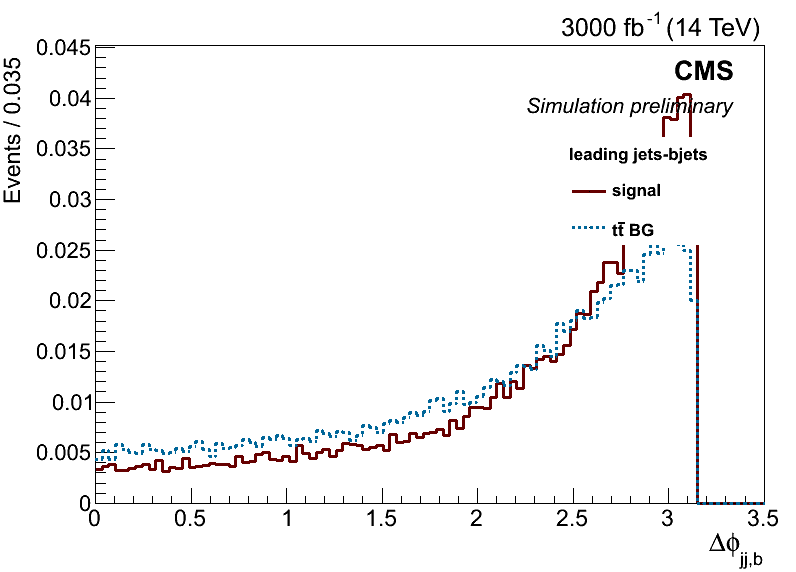 3000 fb⁻¹ (14 TeV)
CMS
Simulation preliminary
leading jets-bjets
signal
tt̄ BG
Events / 0.035
0.045
0.04
0.035
0.03
0.025
0.02
0.015
0.01
0.005
0
0 0.5 1 1.5 2 2.5 3 3.5
Δϕjj,b